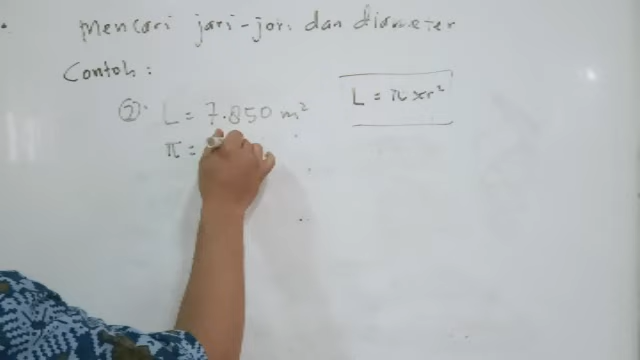 Mencari jari-jari dan diameter
Contoh:
②. L = 7.850 m²
L = π x r²
π =